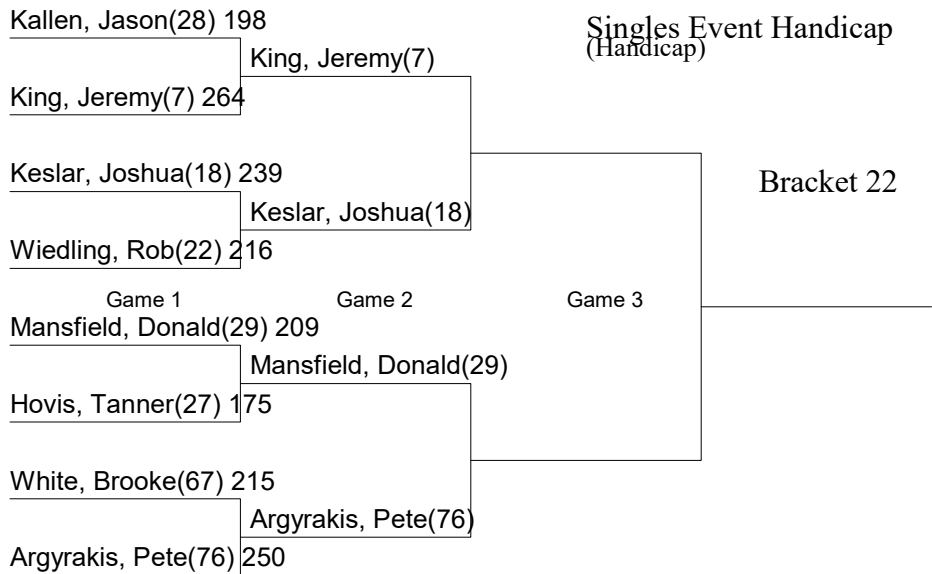 Kallen, Jason(28) 198
Singles Event Handicap
(Handicap)
King, Jeremy(7)
King, Jeremy(7) 264
Keslar, Joshua(18) 239
Bracket 22
Keslar, Joshua(18)
Wiedling, Rob(22) 216
Game 1
Game 2
Game 3
Mansfield, Donald(29) 209
Mansfield, Donald(29)
Hovis, Tanner(27) 175
White, Brooke(67) 215
Argyrakis, Pete(76)
Argyrakis, Pete(76) 250